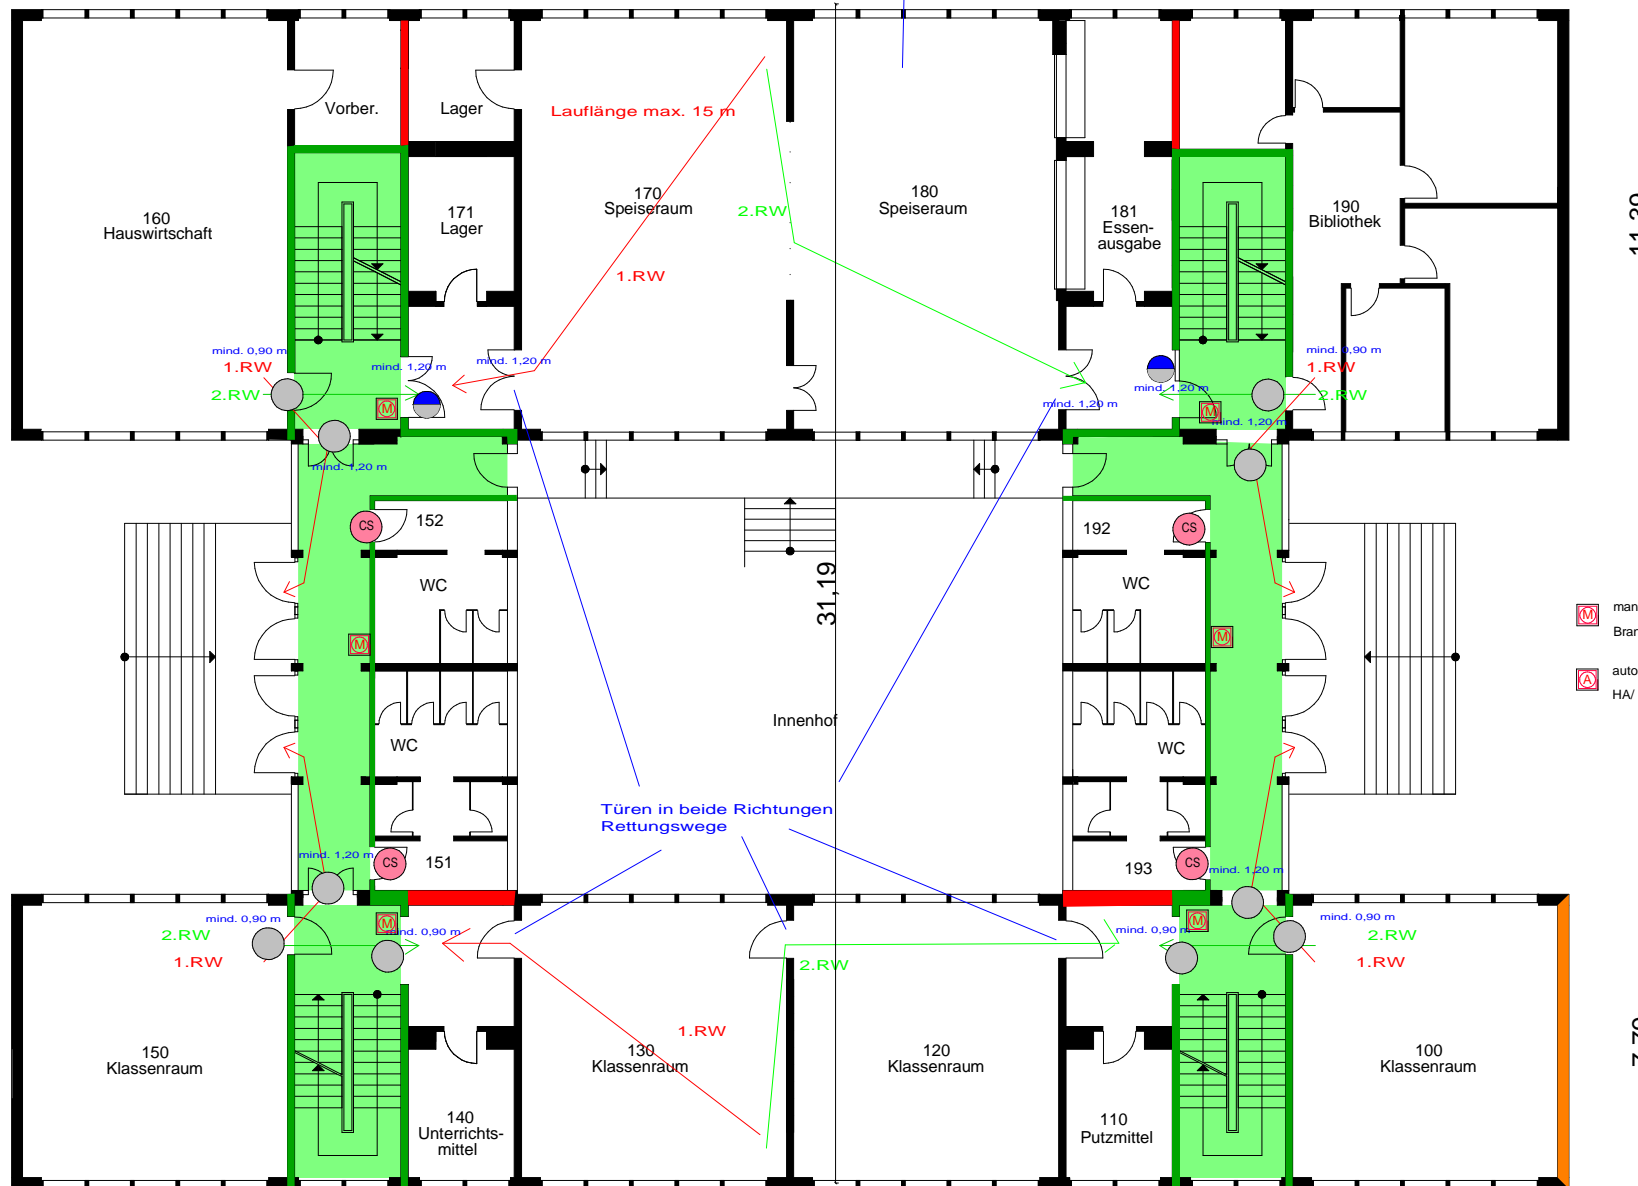 Vorber.
Lager
Lauflänge max. 15 m
160
Hauswirtschaft
171
Lager
170
Speiseraum
2.RW
180
Speiseraum
181
Essen-
ausgabe
190
Bibliothek
1.RW
mind. 0,90 m
1.RW
2.RW
mind. 1,20 m
mind. 1,20 m
M
mind. 1,20 m
mind. 1,20 m
mind. 0,90 m
1.RW
2.RW
M
mind. 1,20 m
mind. 1,20 m
CS
152
192
CS
WC
WC
31,19
M
M
M
A
Innenhof
WC
WC
Türen in beide Richtungen
Rettungswege
mind. 1,20 m
CS
151
193
CS
mind. 1,20 m
mind. 0,90 m
2.RW
1.RW
M
mind. 0,90 m
2.RW
mind. 0,90 m
M
mind. 0,90 m
2.RW
1.RW
1.RW
150
Klassenraum
130
Klassenraum
120
Klassenraum
100
Klassenraum
140
Unterrichts-
mittel
110
Putzmittel